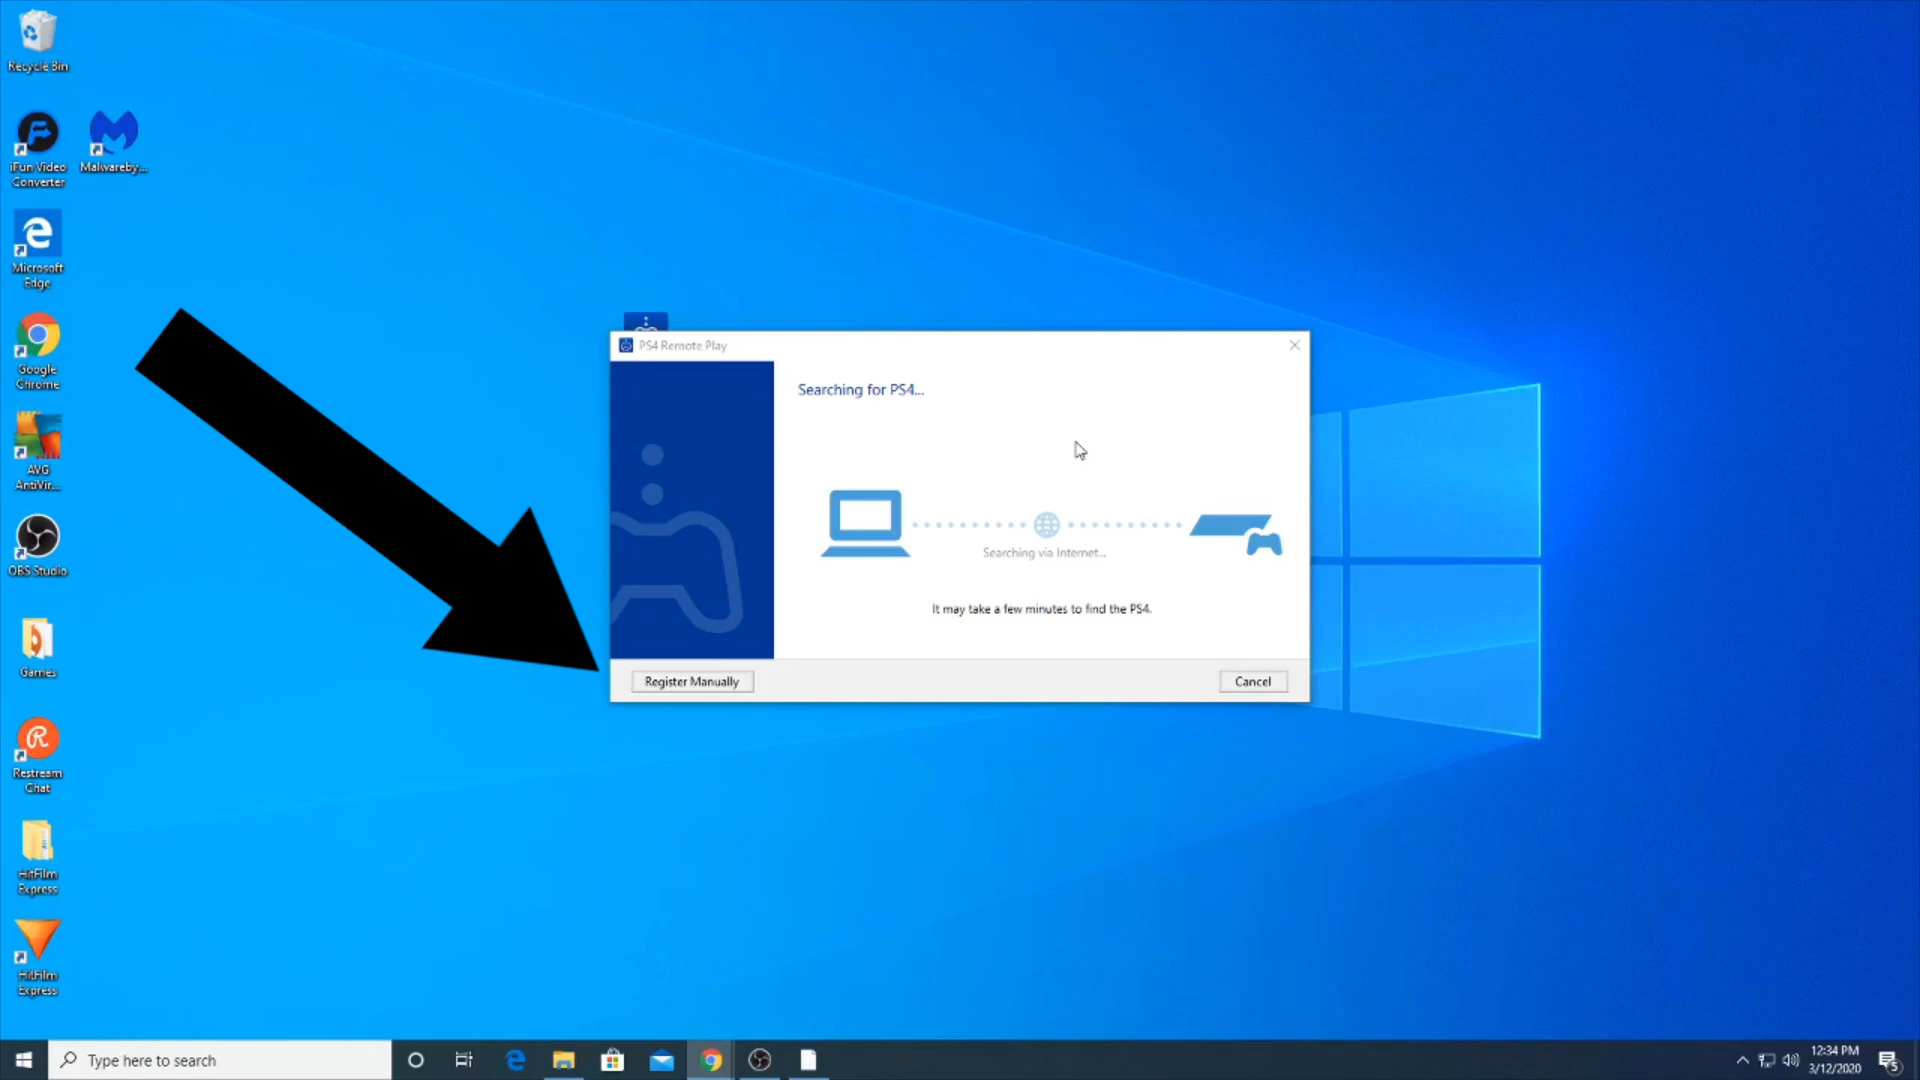 Recycle Bin
iFun Video
Converter
Malwareby...
Microsoft
Edge
Google
Chrome
AVG
AntiVir...
OBS Studio
Games
Restream
Chat
HitFilm
Express
HitFilm
Express
PS4 Remote Play
Searching for PS4...
Searching via Internet...
It may take a few minutes to find the PS4.
Register Manually
Cancel
Type here to search
12:34 PM
3/12/2020
5